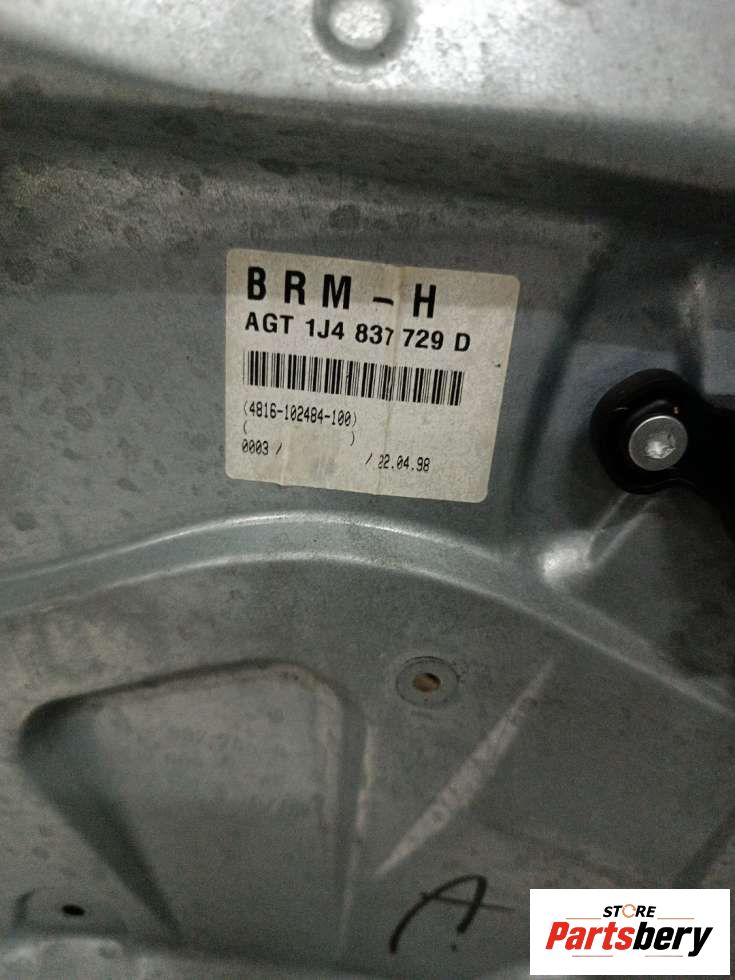 BRM - H
AGT 1J4 837 729 D
(4816-102484-100)
( )
0003 / / 22.04.98
A
STORE
Partsbery